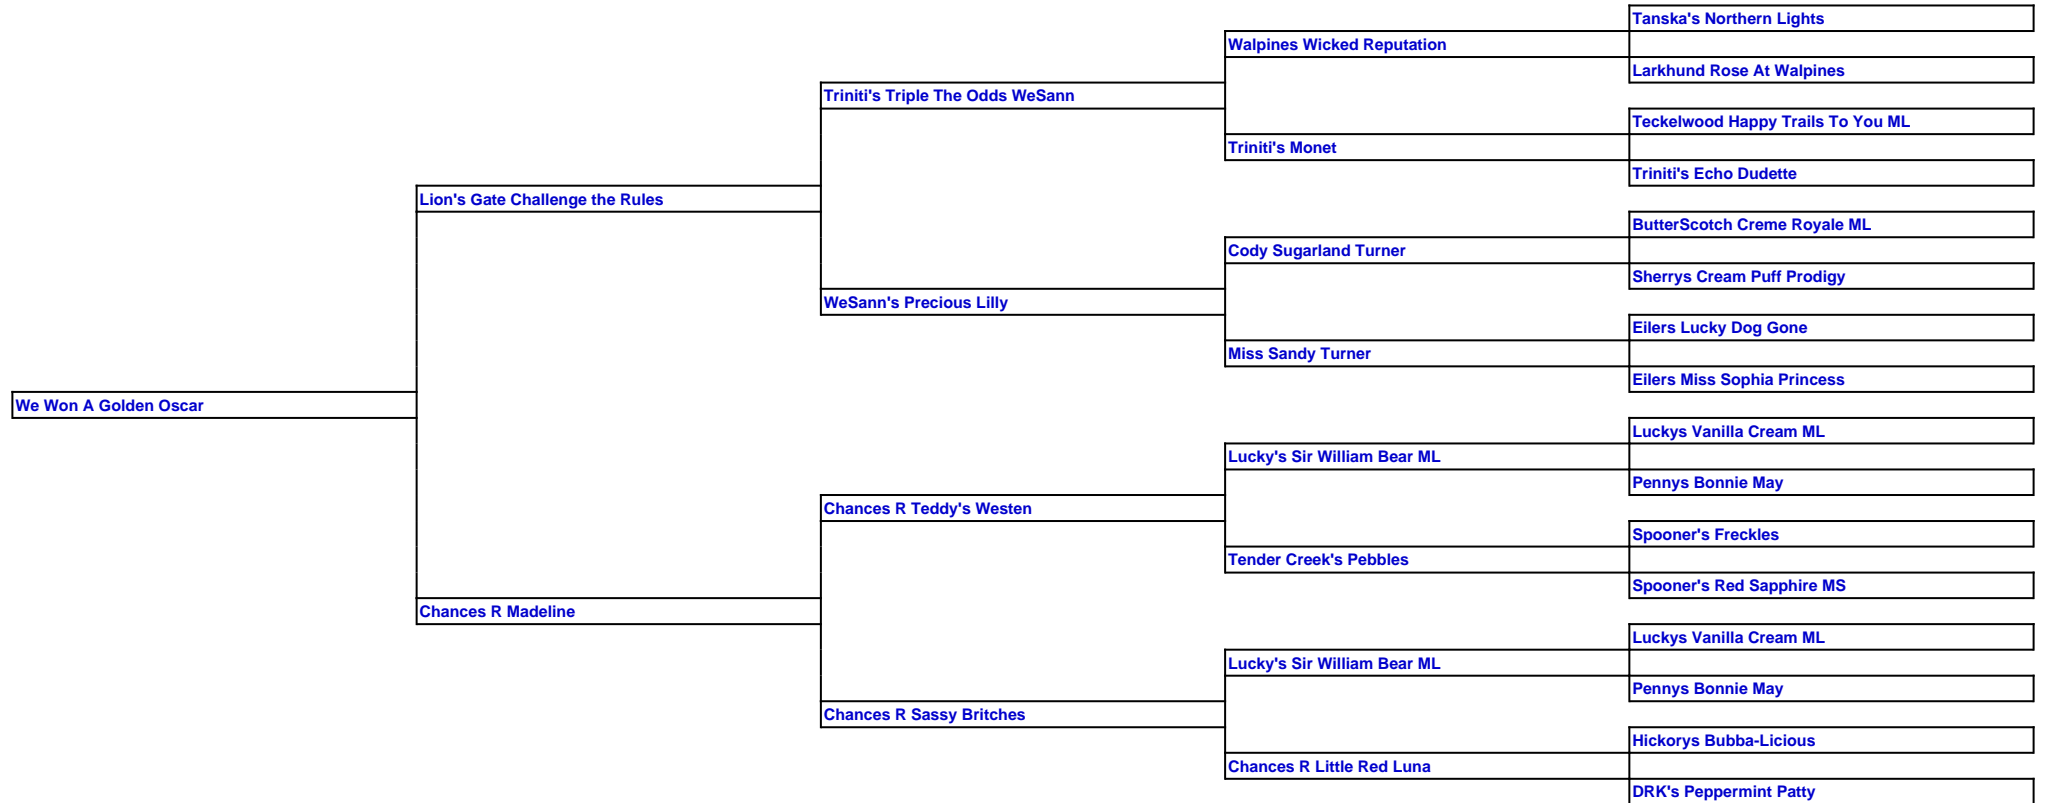 Tanska's Northern Lights
Walpines Wicked Reputation
Larkhund Rose At Walpines
Triniti's Triple The Odds WeSann
Teckelwood Happy Trails To You ML
Triniti's Monet
Triniti's Echo Dudette
Lion's Gate Challenge the Rules
ButterScotch Creme Royale ML
Cody Sugarland Turner
Sherrys Cream Puff Prodigy
WeSann's Precious Lilly
Eilers Lucky Dog Gone
Miss Sandy Turner
Eilers Miss Sophia Princess
We Won A Golden Oscar
Luckys Vanilla Cream ML
Lucky's Sir William Bear ML
Pennys Bonnie May
Chances R Teddy's Westen
Spooner's Freckles
Tender Creek's Pebbles
Spooner's Red Sapphire MS
Chances R Madeline
Luckys Vanilla Cream ML
Lucky's Sir William Bear ML
Pennys Bonnie May
Chances R Sassy Britches
Hickorys Bubba-Licious
Chances R Little Red Luna
DRK's Peppermint Patty